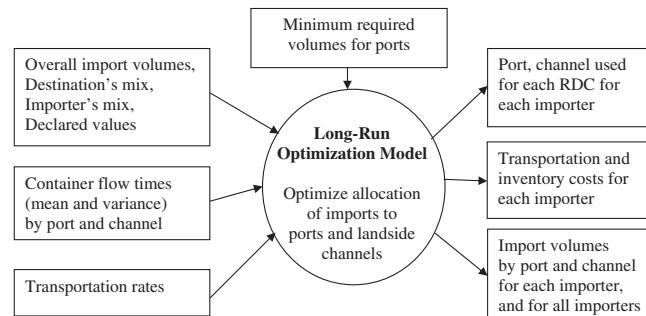 Minimum required
volumes for ports
Overall import volumes,
Destination's mix,
Importer's mix,
Declared values
Container flow times
(mean and variance)
by port and channel
Transportation rates
Long-Run
Optimization Model
Optimize allocation
of imports to
ports and landside
channels
Port, channel used
for each RDC for
each importer
Transportation and
inventory costs for
each importer
Import volumes
by port and channel
for each importer,
and for all importers